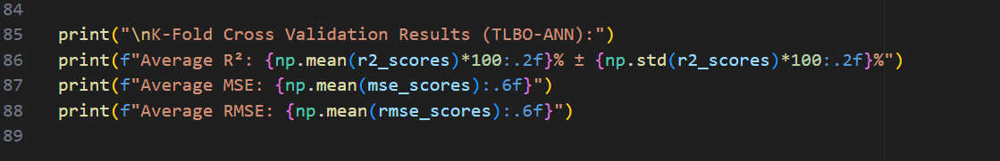 84
85 print("\nK-Fold Cross Validation Results (TLBO-ANN):")
86 print(f"Average R²: {np.mean(r2_scores)*100:.2f}% ± {np.std(r2_scores)*100:.2f}%")
87 print(f"Average MSE: {np.mean(mse_scores):.6f}")
88 print(f"Average RMSE: {np.mean(rmse_scores):.6f}")
89